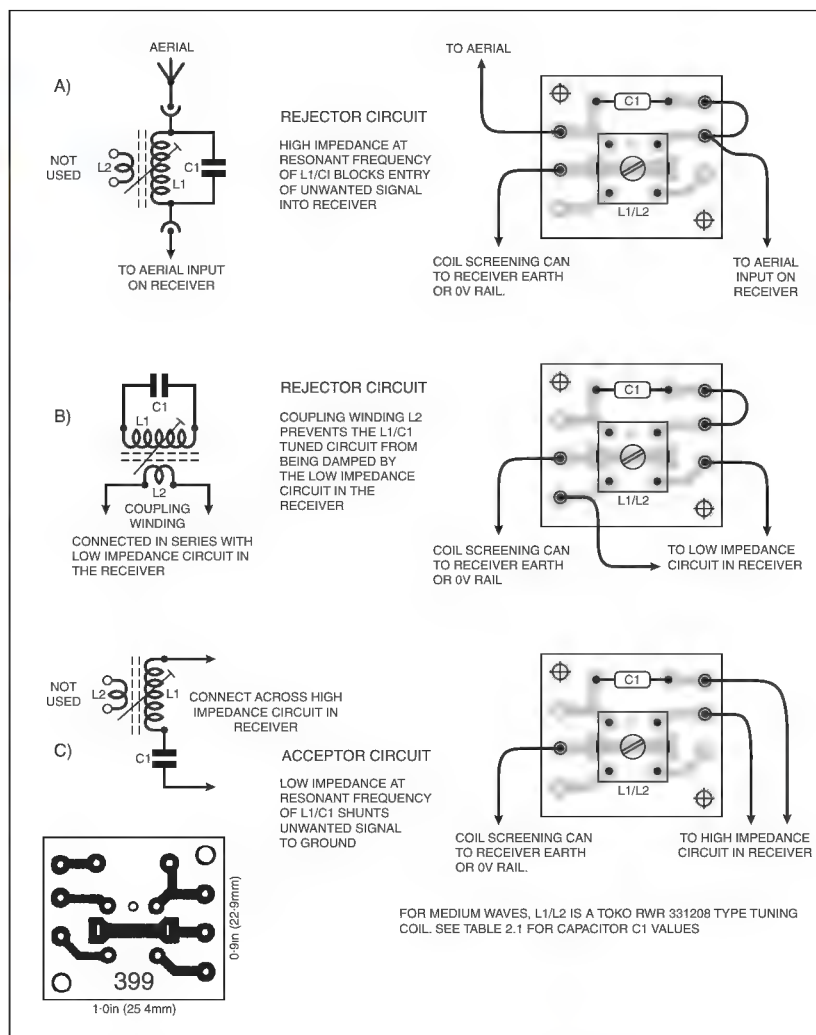 AERIAL
A)
NOT
USED
L2
L1
C1
TO AERIAL INPUT
ON RECEIVER
REJECTOR CIRCUIT
HIGH IMPEDANCE AT
RESONANT FREQUENCY
OF L1/CI BLOCKS ENTRY
OF UNWANTED SIGNAL
INTO RECEIVER
TO AERIAL
C1
L1/L2
COIL SCREENING CAN
TO RECEIVER EARTH
OR 0V RAIL.
TO AERIAL
INPUT ON
RECEIVER
B)
C1
L1
L2
COUPLING
WINDING
CONNECTED IN SERIES WITH
LOW IMPEDANCE CIRCUIT IN
THE RECEIVER
REJECTOR CIRCUIT
COUPLING WINDING L2
PREVENTS THE L1/C1
TUNED CIRCUIT FROM
BEING DAMPED BY
THE LOW IMPEDANCE
CIRCUIT IN THE
RECEIVER
C1
L1/L2
COIL SCREENING CAN
TO RECEIVER EARTH
OR 0V RAIL
TO LOW IMPEDANCE
CIRCUIT IN RECEIVER
NOT
USED
L2
L1
CONNECT ACROSS HIGH
IMPEDANCE CIRCUIT IN
RECEIVER
C)
C1
ACCEPTOR CIRCUIT
LOW IMPEDANCE AT
RESONANT FREQUENCY
OF L1/C1 SHUNTS
UNWANTED SIGNAL
TO GROUND
C1
L1/L2
COIL SCREENING CAN
TO RECEIVER EARTH
OR 0V RAIL.
TO HIGH IMPEDANCE
CIRCUIT IN RECEIVER
399
0·9in (22·9mm)
1·0in (25 4mm)
FOR MEDIUM WAVES, L1/L2 IS A TOKO RWR 331208 TYPE TUNING
COIL. SEE TABLE 2.1 FOR CAPACITOR C1 VALUES